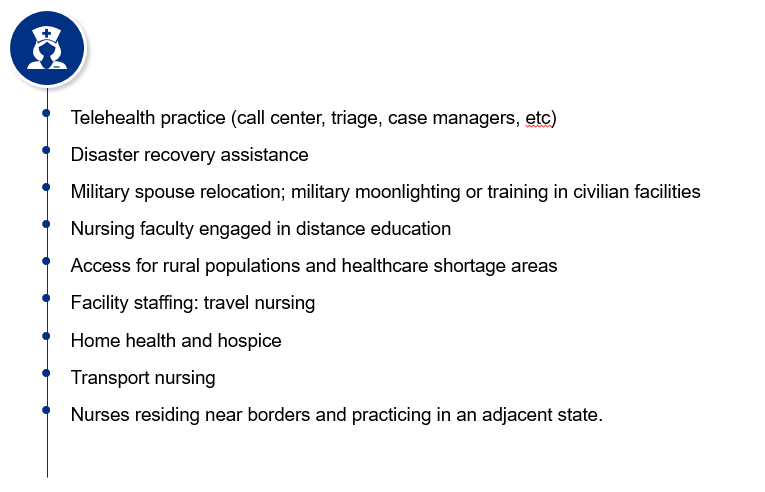 Telehealth practice (call center, triage, case managers, etc)
Disaster recovery assistance
Military spouse relocation; military moonlighting or training in civilian facilities
Nursing faculty engaged in distance education
Access for rural populations and healthcare shortage areas
Facility staffing: travel nursing
Home health and hospice
Transport nursing
Nurses residing near borders and practicing in an adjacent state.